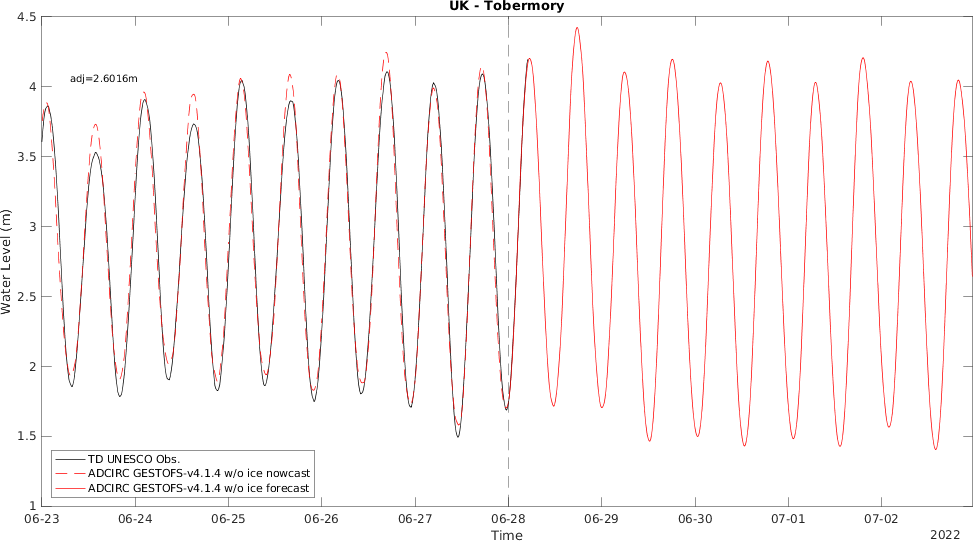 UK - Tobermory
adj=2.6016m
Water Level (m)
4.5
4
3.5
3
2.5
2
1.5
1
TD UNESCO Obs.
ADCIRC GESTOFS-v4.1.4 w/o ice nowcast
ADCIRC GESTOFS-v4.1.4 w/o ice forecast
06-23 06-24 06-25 06-26 06-27 06-28 06-29 06-30 07-01 07-02
Time
2022